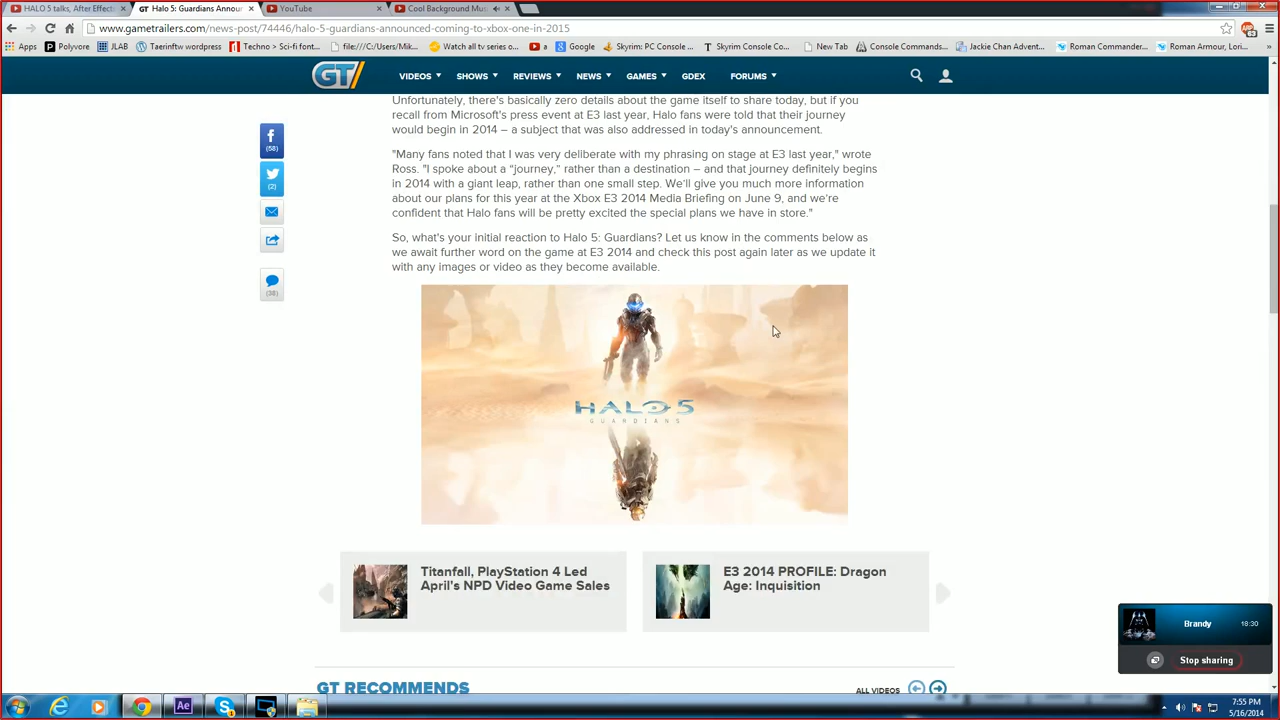 HALO 5 talks, After Effects
GT Halo 5: Guardians Announ
YouTube
Cool Background Mus
www.gametrailers.com/news-post/74446/halo-5-guardians-announced-coming-to-xbox-one-in-2015
Apps Polyvore JLAB Taerinftw wordpress Techno > Sci-fi font... file:///C:/Users/Mik... Watch all tv series o... a Google Skyrim: PC Console ... Skyrim Console Co... New Tab Console Commands... Jackie Chan Advent... Roman Commander... Roman Armour, Lori...
GT/ VIDEOS SHOWS REVIEWS NEWS GAMES GDEX FORUMS
Unfortunately, there's basically zero details about the game itself to share today, but if you
recall from Microsoft's press event at E3 last year, Halo fans were told that their journey
would begin in 2014 – a subject that was also addressed in today's announcement.
"Many fans noted that I was very deliberate with my phrasing on stage at E3 last year," wrote
Ross. "I spoke about a “journey,” rather than a destination – and that journey definitely begins
in 2014 with a giant leap, rather than one small step. We’ll give you much more information
about our plans for this year at the Xbox E3 2014 Media Briefing on June 9, and we’re
confident that Halo fans will be pretty excited the special plans we have in store."
So, what's your initial reaction to Halo 5: Guardians? Let us know in the comments below as
we await further word on the game at E3 2014 and check this post again later as we update it
with any images or video as they become available.
(58)
(2)
(38)
HALO 5
GUARDIANS
Titanfall, PlayStation 4 Led
April's NPD Video Game Sales
E3 2014 PROFILE: Dragon
Age: Inquisition
Brandy 18:30
Stop sharing
GT RECOMMENDS
ALL VIDEOS
Ae
7:55 PM
5/16/2014